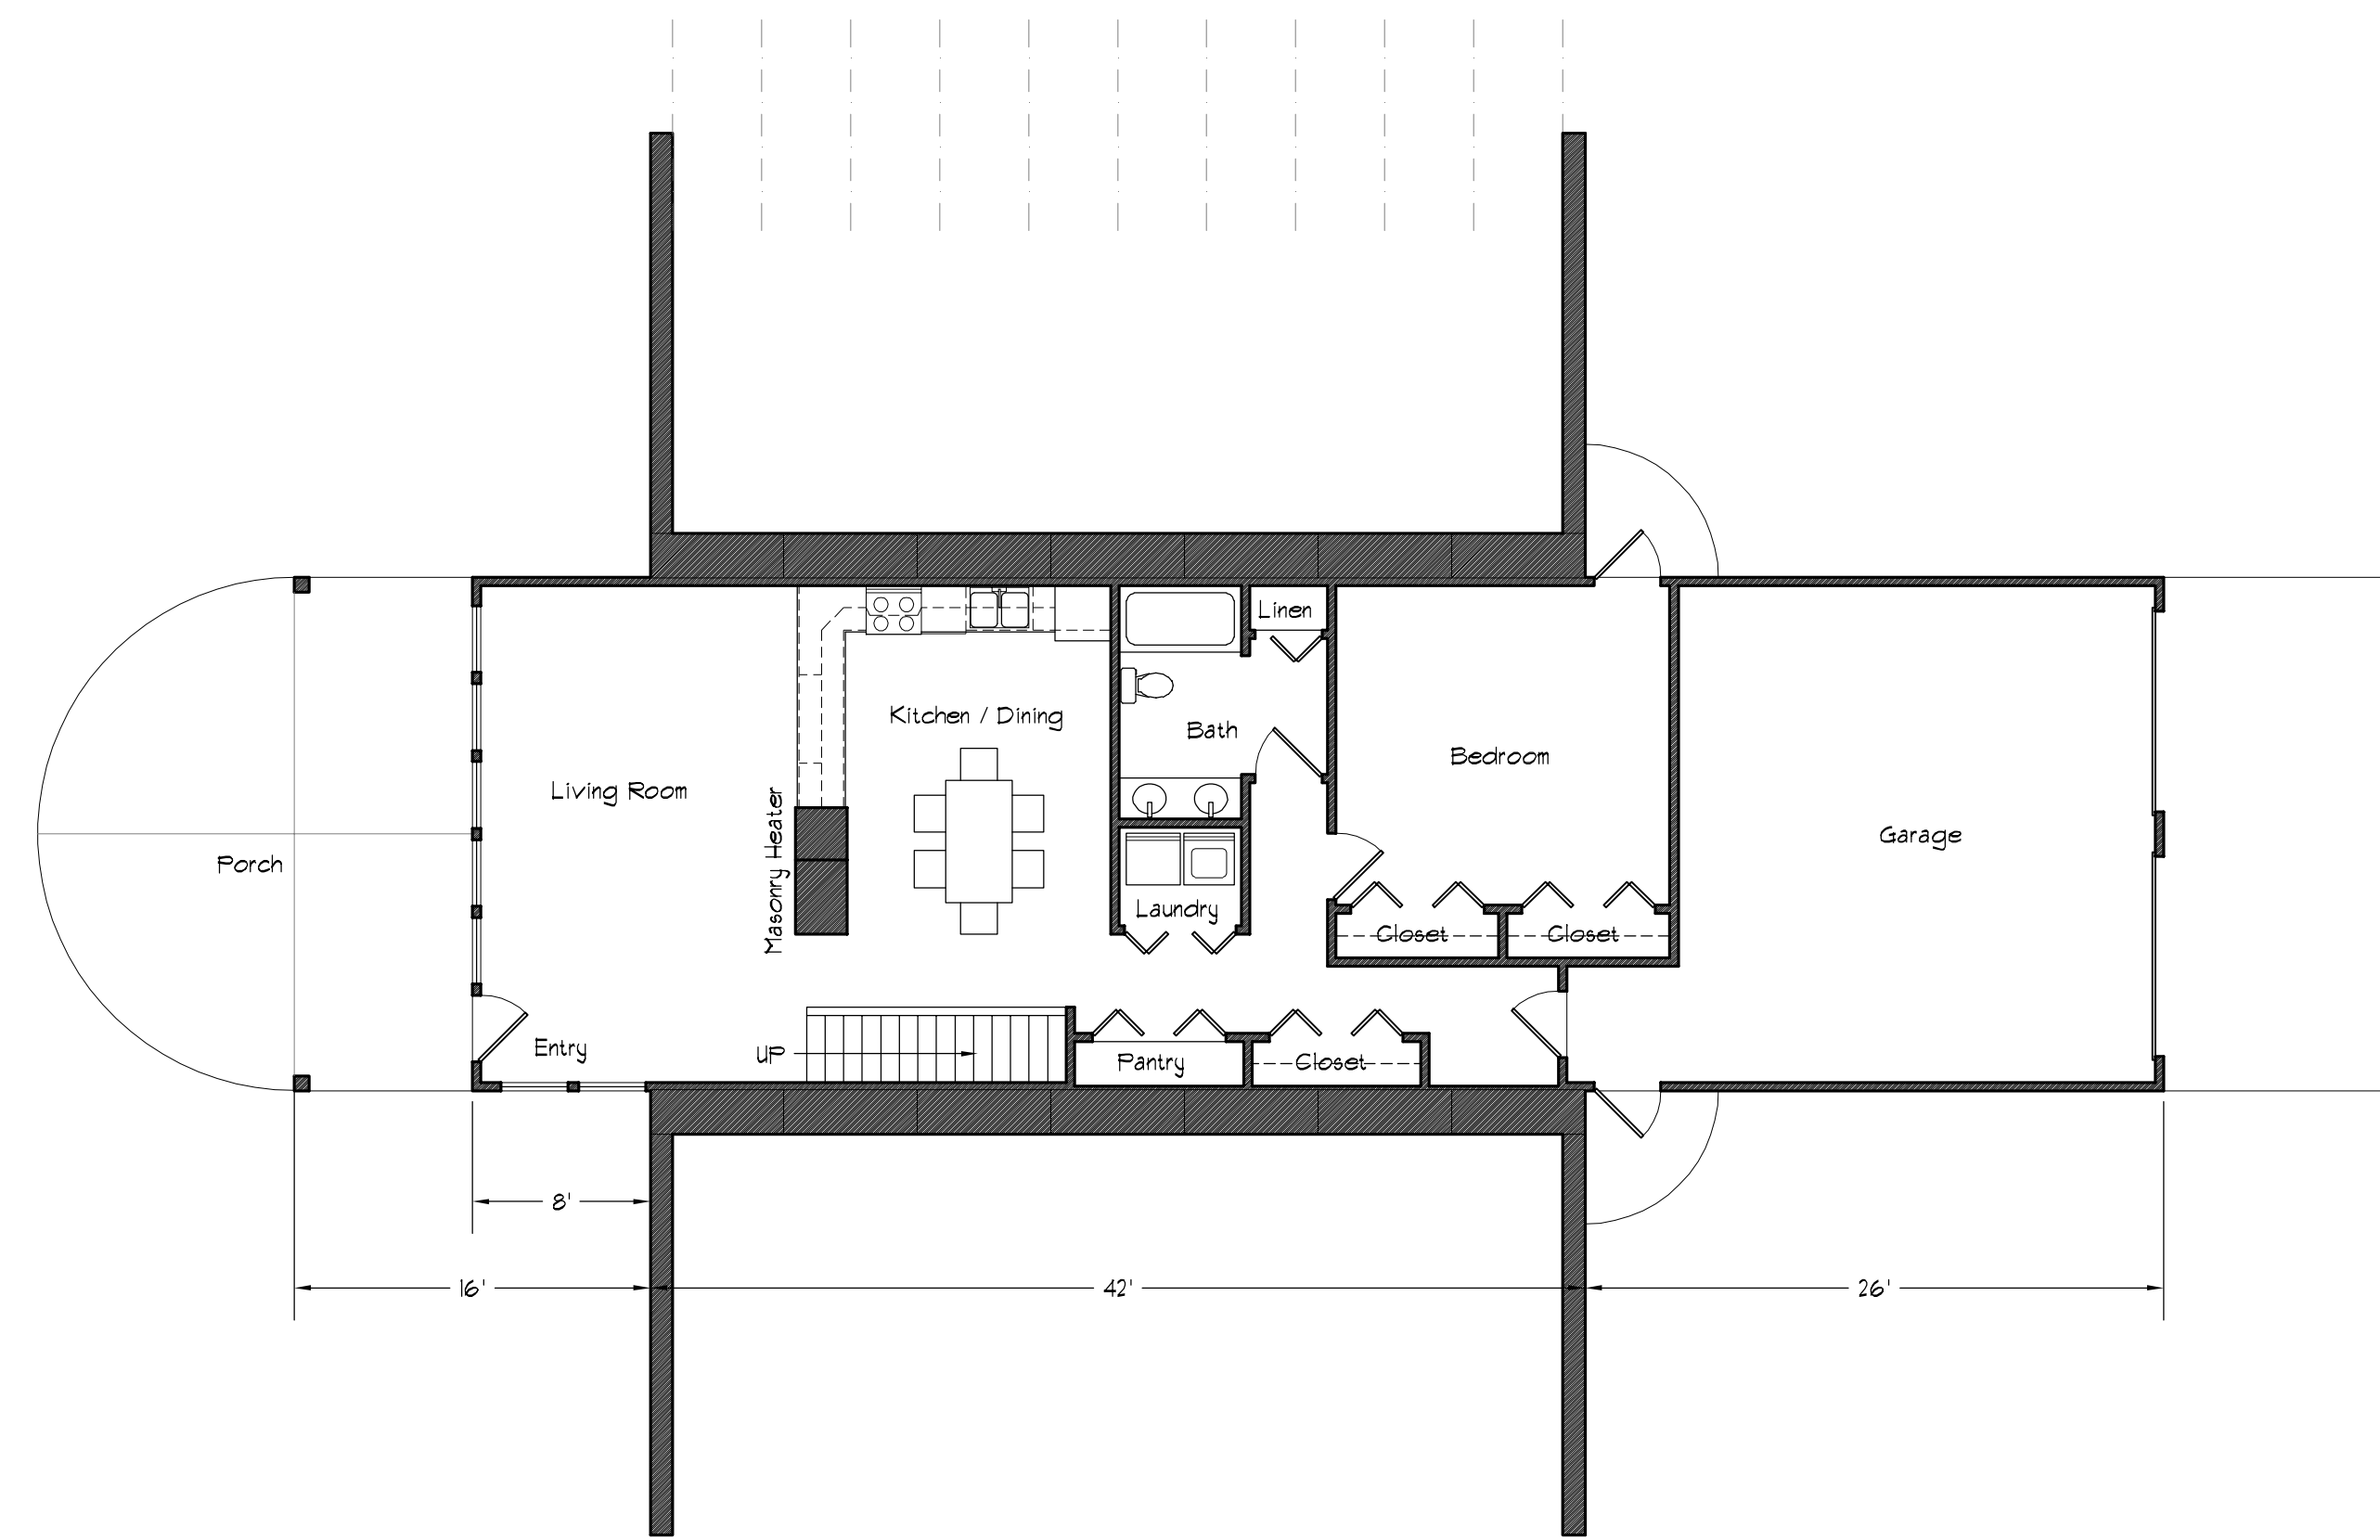 Linen
Kitchen / Dining
Bath
Bedroom
Living Room
Masonry Heater
Garage
Porch
Laundry
Closet
Closet
Entry
UP
Pantry
Closet
8'
16'
42'
26'